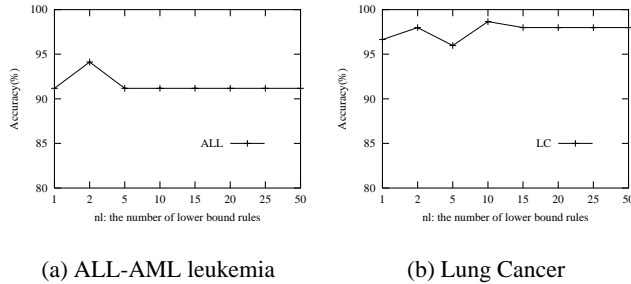 100
95
90
85
80
Accuracy(%)
ALL
1 2 5 10 15 20 25 50
nl: the number of lower bound rules
(a) ALL-AML leukemia
100
95
90
85
80
Accuracy(%)
LC
1 2 5 10 15 20 25 50
nl: the number of lower bound rules
(b) Lung Cancer